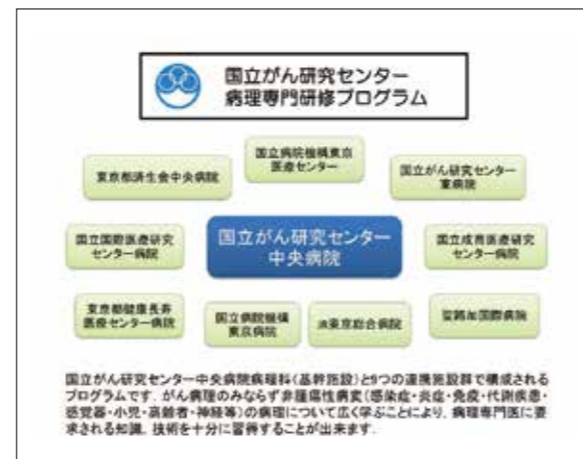 国立がん研究センター
病理専門研修プログラム
国立病院機構東京
医療センター
東京都済生会中央病院
国立がん研究センター
東病院
国立国際医療研究
センター病院
国立がん研究センター
中央病院
国立成育医療研究
センター病院
東京都健康長寿
医療センター病院
国立病院機構
東京病院
JR東京総合病院
聖路加国際病院
国立がん研究センター中央病院病理科(基幹施設)と9つの連携施設群で構成される
プログラムです. がん病理のみならず非腫瘍性病変(感染症・炎症・免疫・代謝疾患・
感覚器・小児・高齢者・神経等)の病理について広く学ぶことにより, 病理専門医に要
求される知識, 技術を十分に習得することが出来ます.